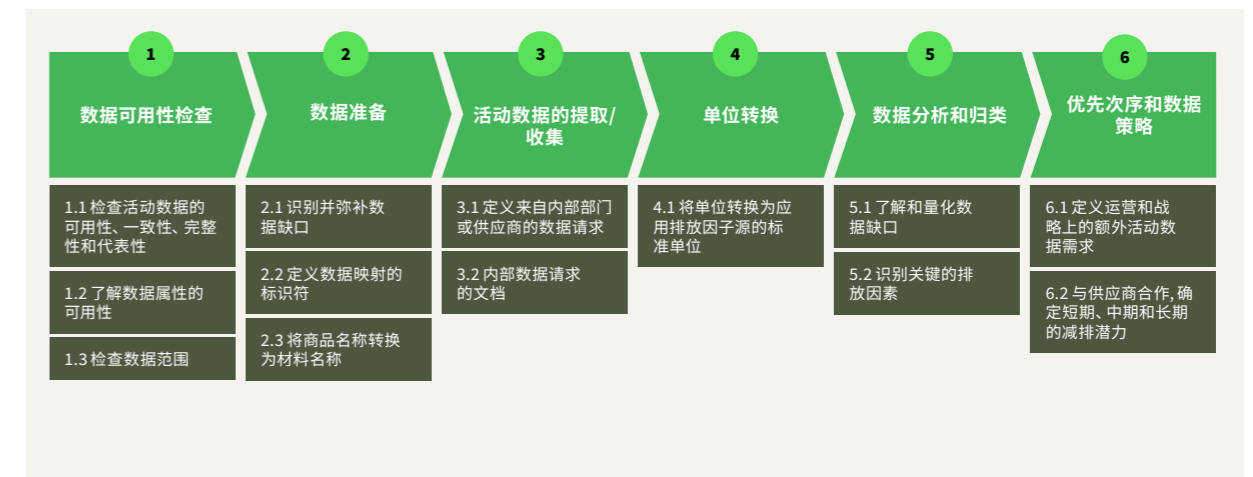 1
数据可用性检查
1.1 检查活动数据的
可用性、一致性、完整
性和代表性
1.2 了解数据属性的
可用性
1.3 检查数据范围
2
数据准备
2.1 识别并弥补数
据缺口
2.2 定义数据映射的
标识符
2.3 将商品名称转换
为材料名称
3
活动数据的提取/
收集
3.1 定义来自内部部门
或供应商的数据请求
3.2 内部数据请求
的文档
4
单位转换
4.1 将单位转换为应
用排放因子源的标
准单位
5
数据分析和归类
5.1 了解和量化数
据缺口
5.2 识别关键的排
放因素
6
优先次序和数据
策略
6.1 定义运营和战
略上的额外活动数
据需求
6.2 与供应商合作, 确
定短期、中期和长期
的减排潜力